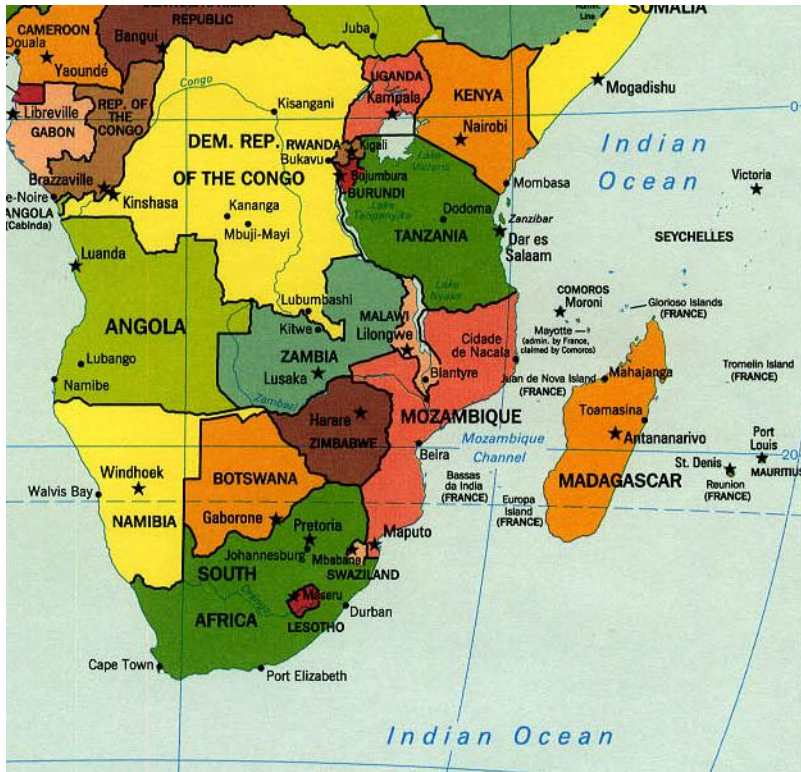 SOMALIA
Line
REPUBLIC
CAMEROON
Douala
Yaoundé
Bangui
Juba
UGANDA
Kampala
KENYA
Nairobi
Mogadishu
Congo
Kisangani
Libreville
GABON
REP. OF
THE
CONGO
DEM. REP.
OF THE CONGO
RWANDA
Kigali
Bukavu
Bujumbura
BURUNDI
Lake
Victoria
0
Indian
Ocean
Victoria
SEYCHELLES
Mombasa
Brazzaville
Kinshasa
e-Noire
ANGOLA
(Cabinda)
Kananga
Mbuji-Mayi
Lake
Tanganyika
Dodoma
Zanzibar
TANZANIA
Dar es
Salaam
Luanda
ANGOLA
Lubango
Namibe
Lubumbashi
Kitwe
ZAMBIA
Lusaka
Zambezi
Lake
Nyasa
MALAWI
Lilongwe
Blantyre
Cidade
de Nacala
COMOROS
Moroni
Glorioso Islands
(FRANCE)
Mayotte
(admin. by France,
claimed by Comoros)
Juan de Nova Island
(FRANCE)
Mahajanga
Tromelin Island
(FRANCE)
Toamasina
Antananarivo
MADAGASCAR
Port
Louis
MAURITIUS
St. Denis
Reunion
(FRANCE)
20
MOZAMBIQUE
Mozambique
Channel
Beira
Bassas
da India
(FRANCE)
Europa
Island
(FRANCE)
Harare
ZIMBABWE
Windhoek
Walvis Bay
NAMIBIA
BOTSWANA
Gaborone
Pretoria
Johannesburg
Mbabane
Maputo
SWAZILAND
SOUTH
AFRICA
Orange
Maseru
LESOTHO
Durban
Cape Town
Port Elizabeth
Indian Ocean